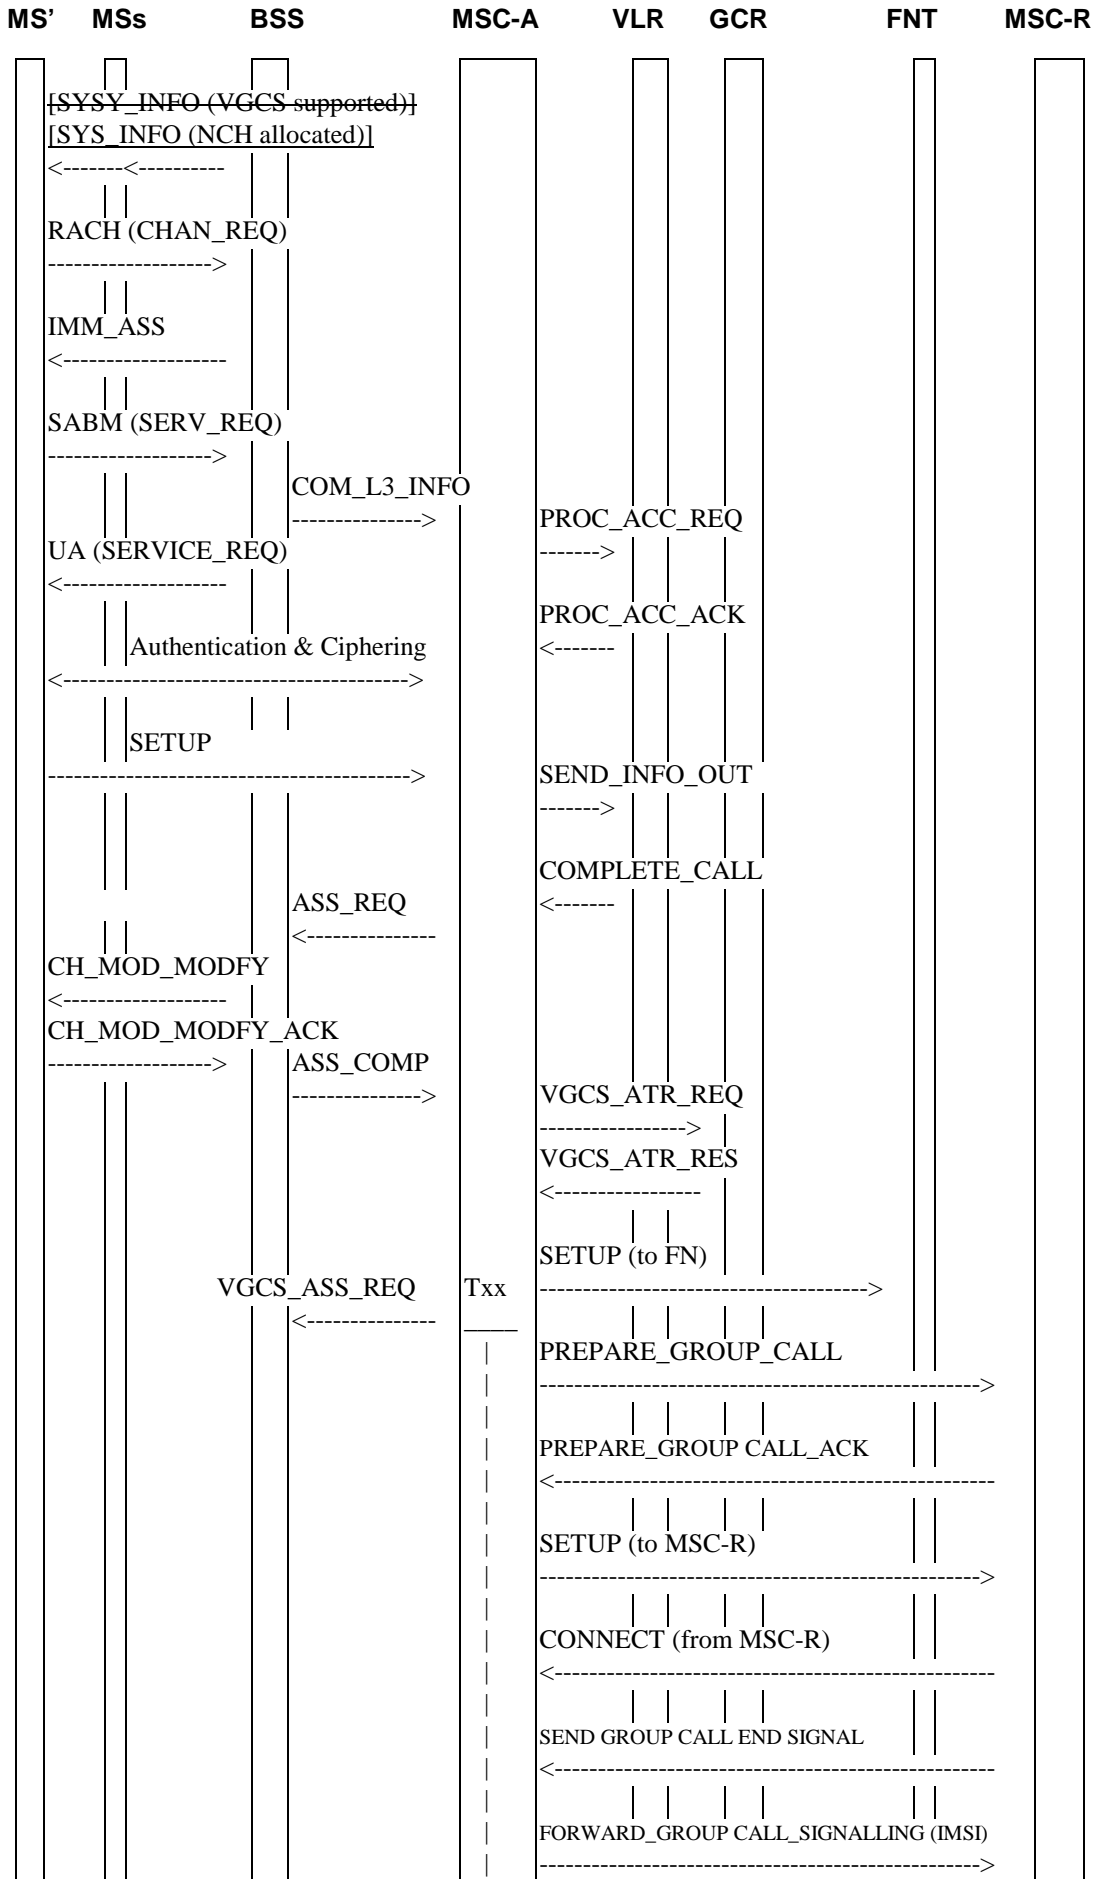 MS’ MSs BSS MSC-A VLR GCR FNT MSC-R
[SYSY_INFO (VGCS supported)]
[SYS_INFO (NCH allocated)]
<-------<----------
RACH (CHAN_REQ)
------------------->
IMM_ASS
<-------------------
SABM (SERV_REQ)
------------------->
COM_L3_INFO
---------------> PROC_ACC_REQ
UA (SERVICE_REQ) ------->
<-------------------
PROC_ACC_ACK
Authentication & Ciphering <-------
<---------------------------------------->
SETUP
------------------------------------------> SEND_INFO_OUT
------->
COMPLETE_CALL
ASS_REQ <-------
<---------------
CH_MOD_MODFY
<-------------------
CH_MOD_MODFY_ACK
-------------------> ASS_COMP
---------------> VGCS_ATR_REQ
----------------->
VGCS_ATR_RES
<-----------------
SETUP (to FN)
VGCS_ASS_REQ Txx -------------------------------------->
<--------------- ____
| PREPARE_GROUP_CALL
| --------------------------------------------------->
|
| PREPARE_GROUP CALL_ACK
| <---------------------------------------------------
|
| SETUP (to MSC-R)
| --------------------------------------------------->
|
| CONNECT (from MSC-R)
| <---------------------------------------------------
|
| SEND GROUP CALL END SIGNAL
| <---------------------------------------------------
|
| FORWARD_GROUP CALL_SIGNALLING (IMSI)
| --------------------------------------------------->